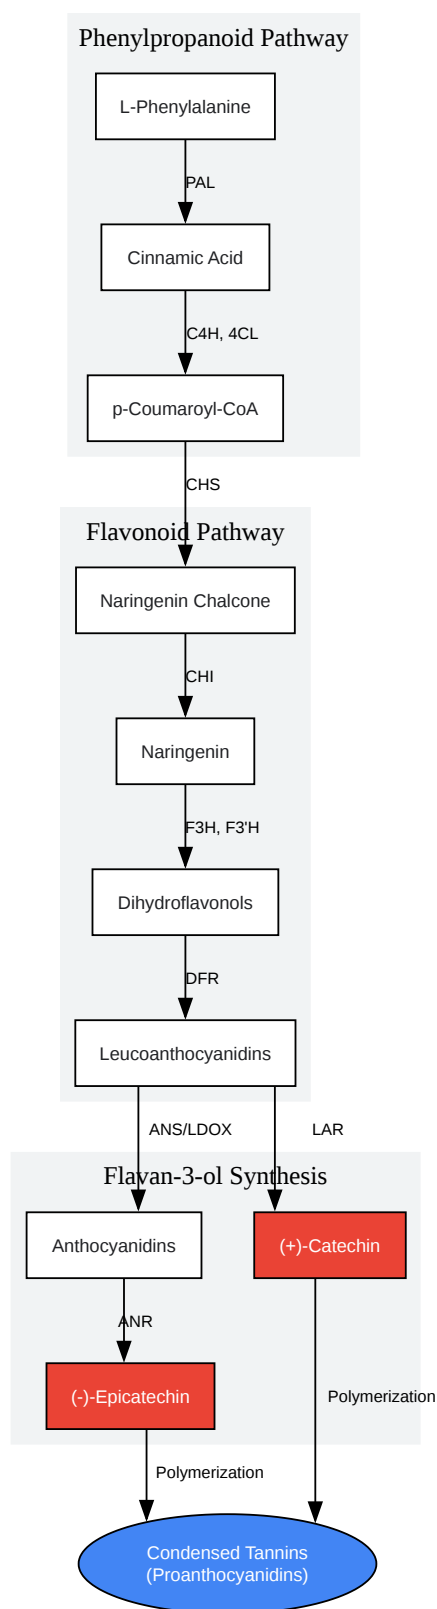 Phenylpropanoid Pathway
L-Phenylalanine
PAL
Cinnamic Acid
C4H, 4CL
p-Coumaroyl-CoA
CHS
Flavonoid Pathway
Naringenin Chalcone
CHI
Naringenin
F3H, F3'H
Dihydroflavonols
DFR
Leucoanthocyanidins
ANS/LDOX
LAR
Flavan-3-ol Synthesis
Anthocyanidins
(+)-Catechin
ANR
(-)-Epicatechin
Polymerization
Polymerization
Condensed Tannins
(Proanthocyanidins)